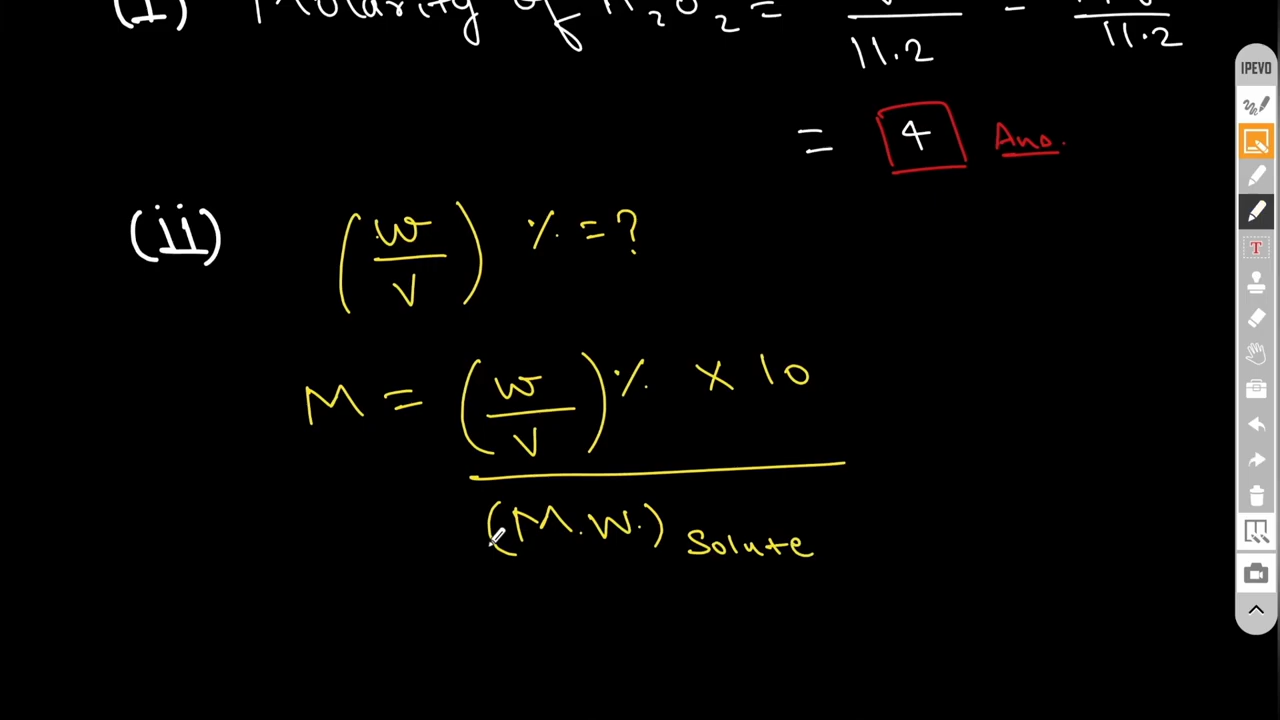 (I) Molarity of H2O2 = 11.2 = 11.2
= 4 Ans.
(ii) (w/V) % = ?
M = (w/V)% × 10
(M.W.) Solute
IPEVO
T